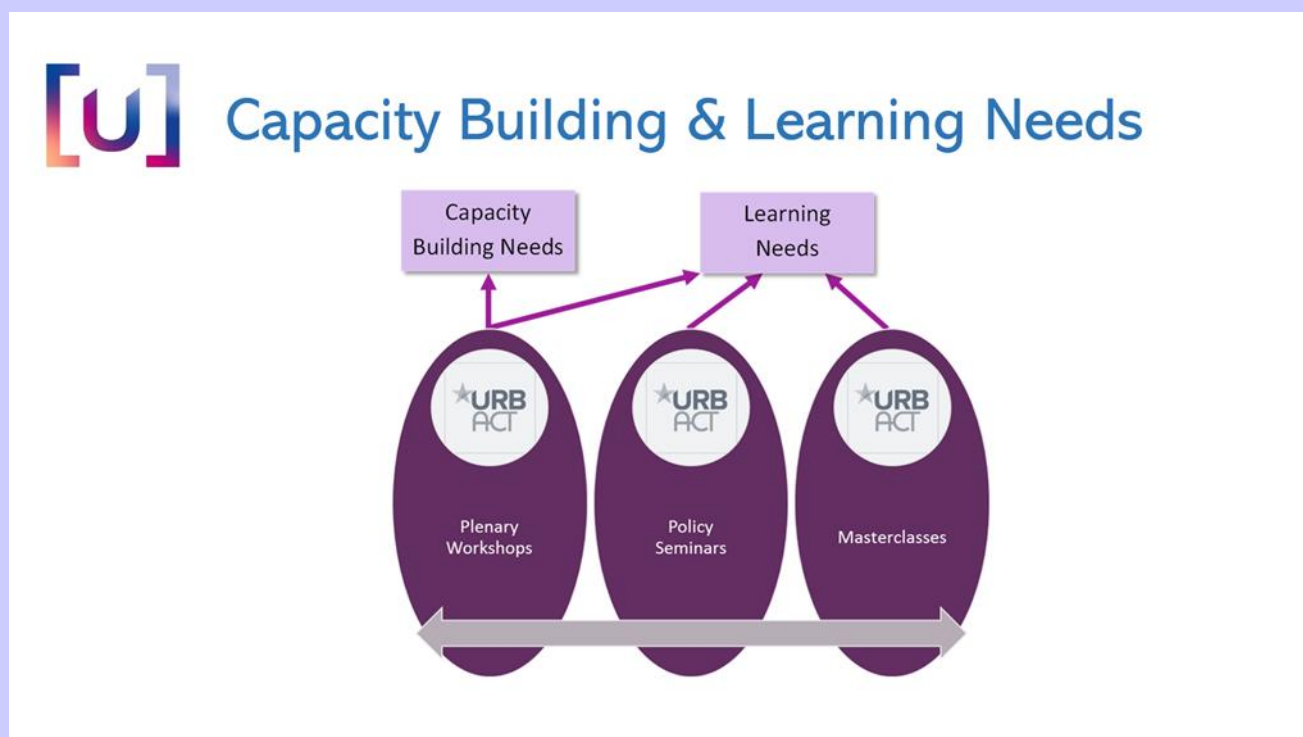 [U]
Capacity Building & Learning Needs
Capacity
Building Needs
Learning
Needs
URB
ACT
URB
ACT
URB
ACT
Plenary
Workshops
Policy
Seminars
Masterclasses